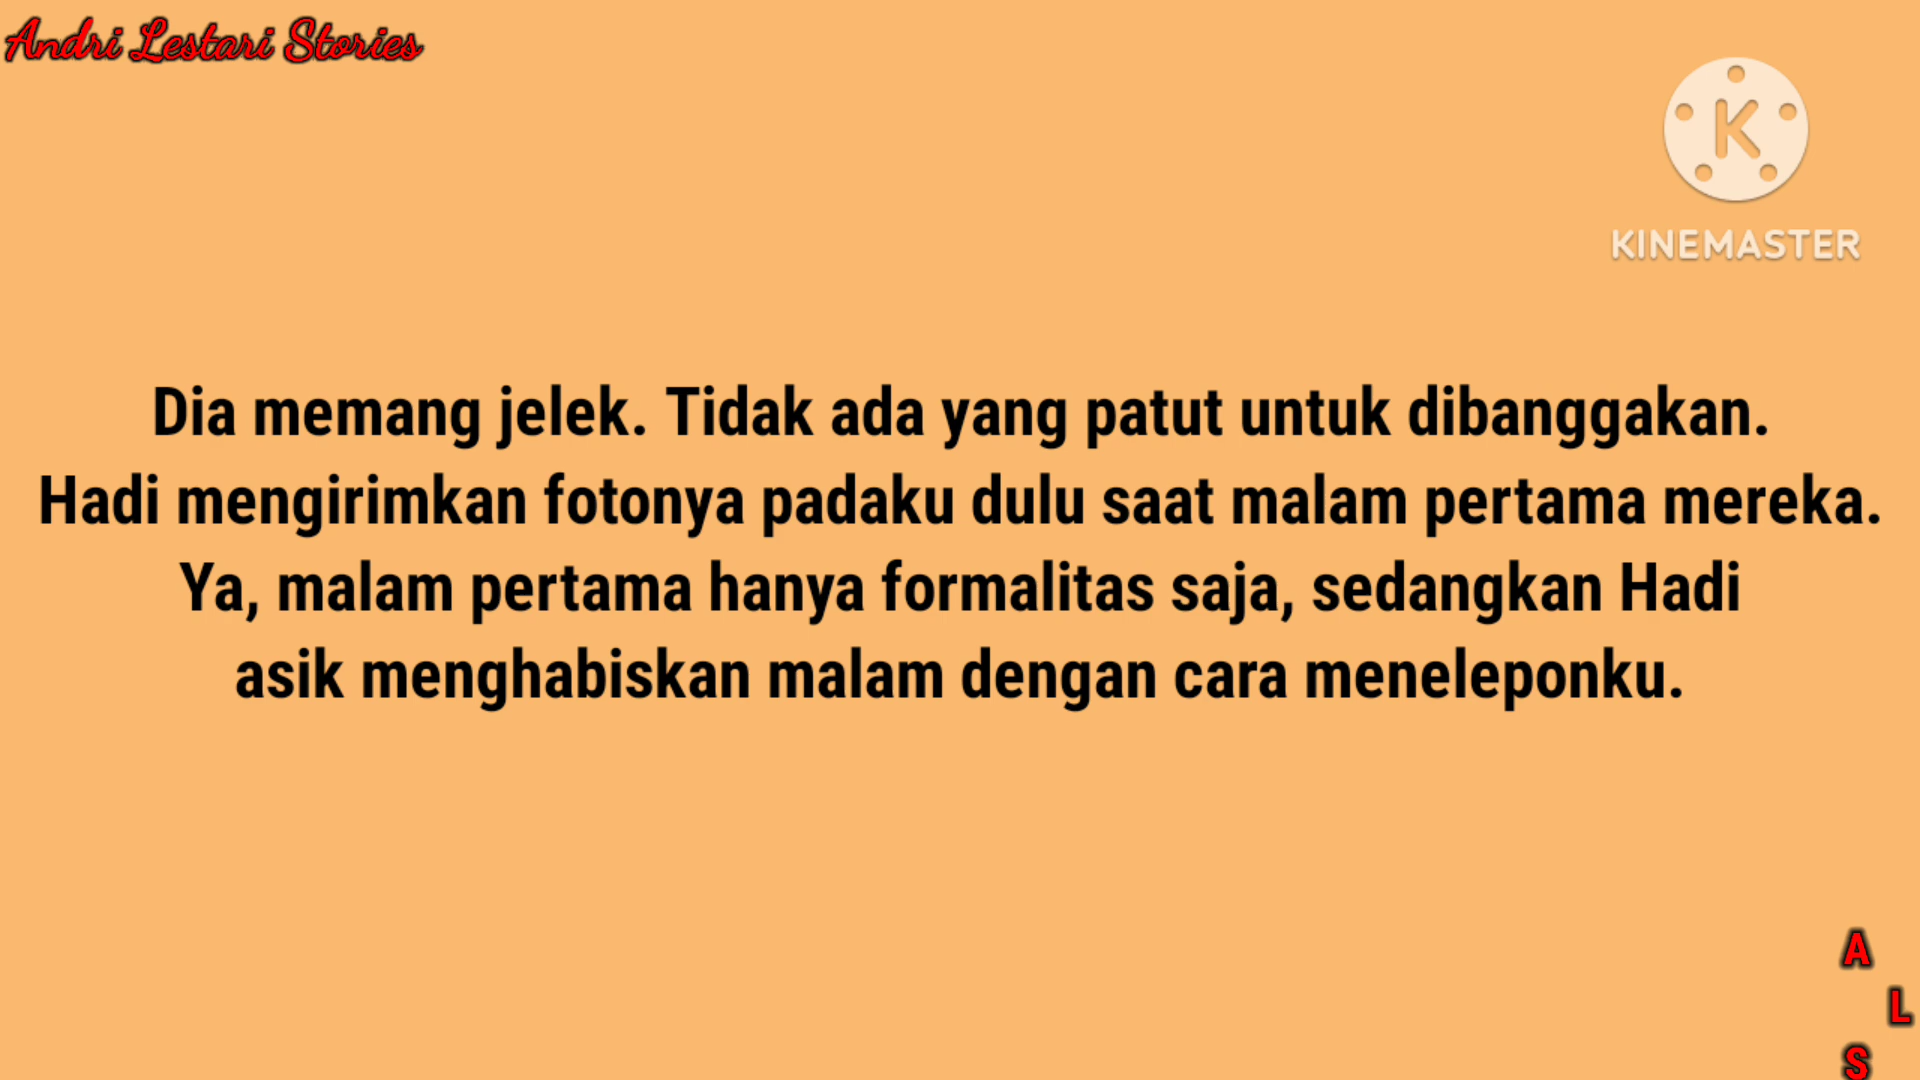 Andri Lestari Stories
K
KINEMASTER
Dia memang jelek. Tidak ada yang patut untuk dibanggakan.
Hadi mengirimkan fotonya padaku dulu saat malam pertama mereka.
Ya, malam pertama hanya formalitas saja, sedangkan Hadi
asik menghabiskan malam dengan cara meneleponku.
A
L
S